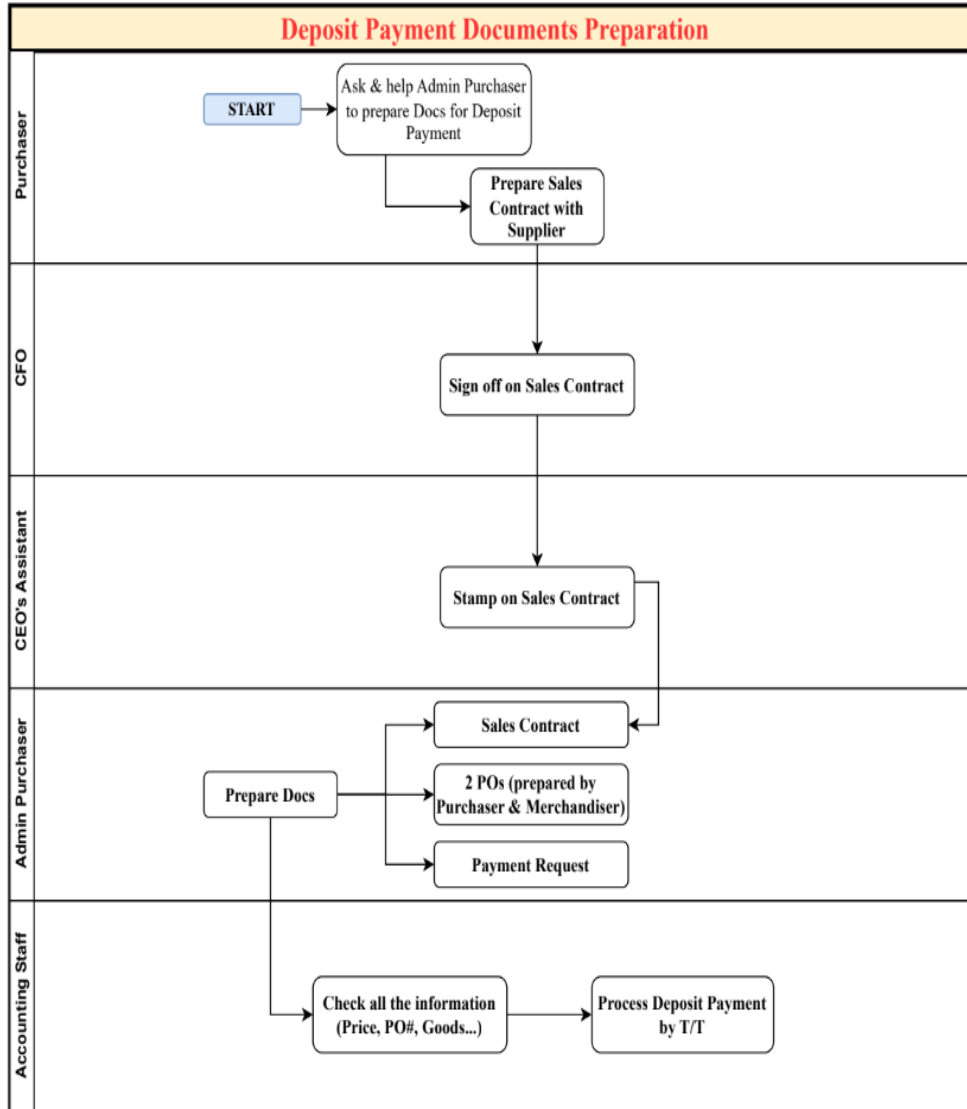 Deposit Payment Documents Preparation
Purchaser
START
Ask & help Admin Purchaser
to prepare Docs for Deposit
Payment
Prepare Sales
Contract with
Supplier
CFO
Sign off on Sales Contract
CEO's Assistant
Stamp on Sales Contract
Admin Purchaser
Prepare Docs
Sales Contract
2 POs (prepared by
Purchaser & Merchandiser)
Payment Request
Accounting Staff
Check all the information
(Price, PO#, Goods...)
Process Deposit Payment
by T/T